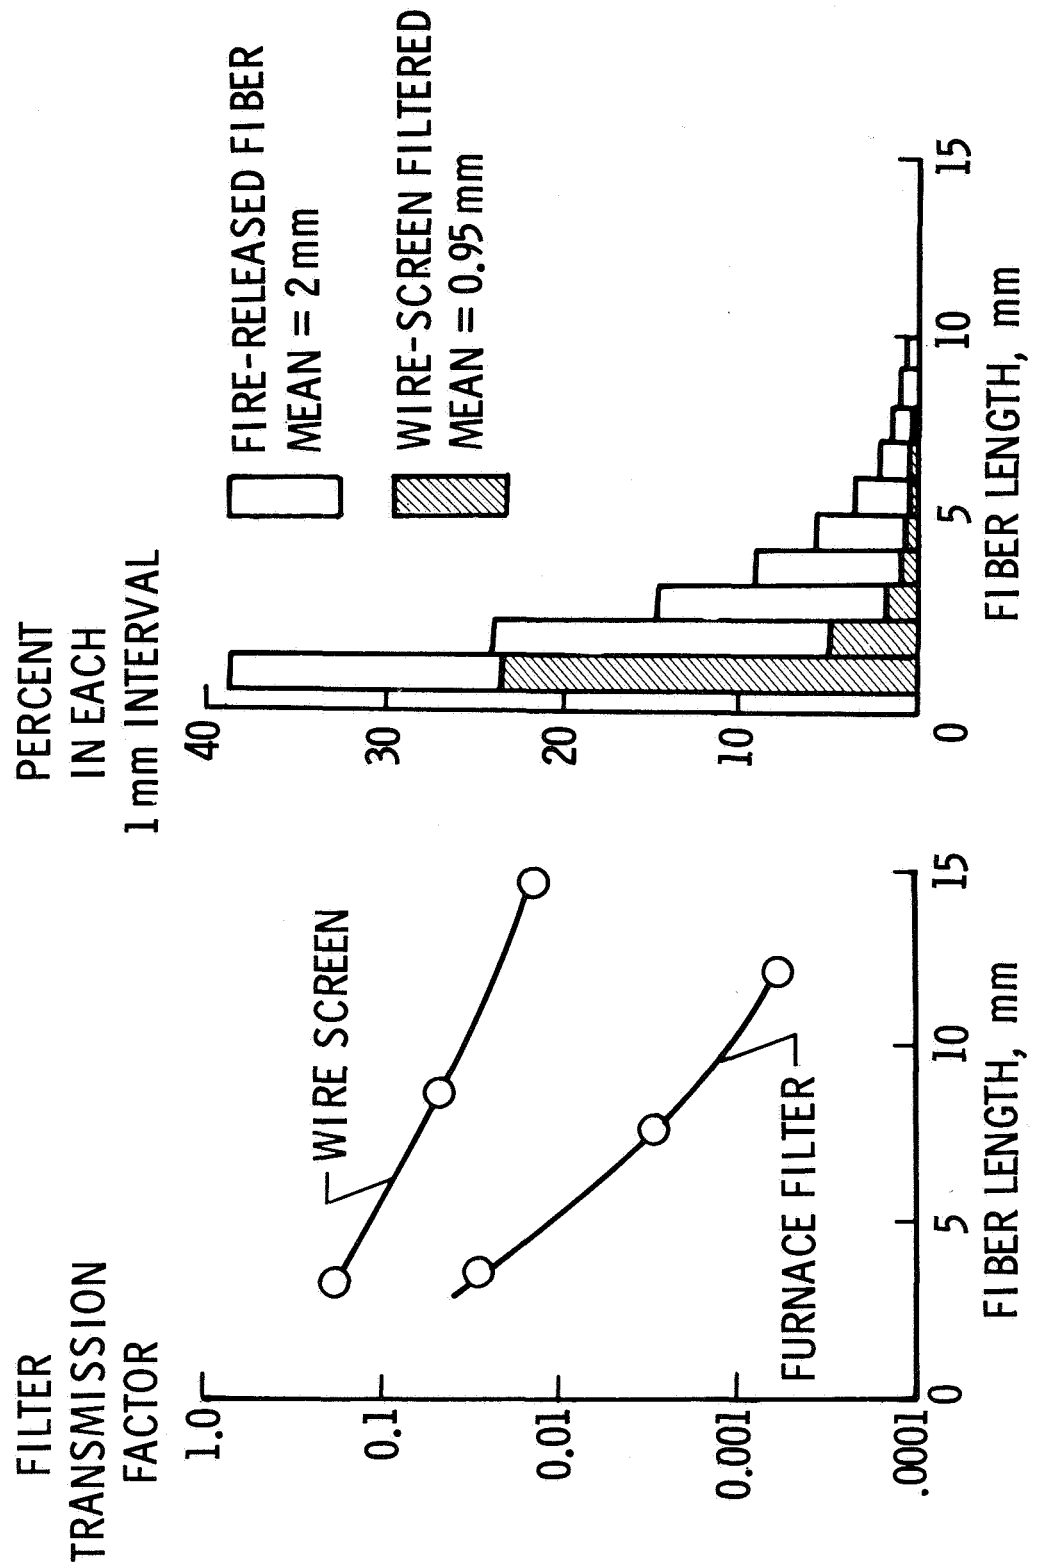 FILTER
TRANSMISSION
FACTOR
1.0
0.1
0.01
0.001
.0001
WIRE SCREEN
FURNACE FILTER
0
5
10
15
FIBER LENGTH, mm
PERCENT
IN EACH
1 mm INTERVAL
40
30
20
10
0
FIRE-RELEASED FIBER
MEAN = 2 mm
WIRE-SCREEN FILTERED
MEAN = 0.95 mm
5
10
15
FIBER LENGTH, mm